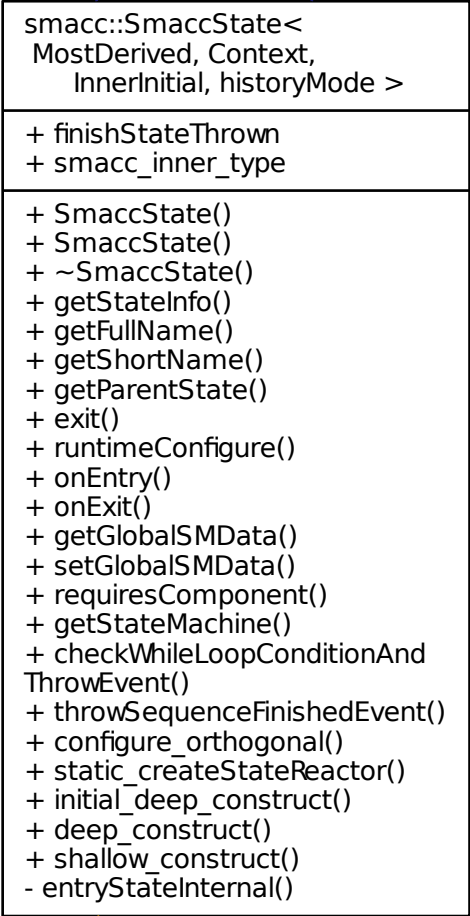 smacc::SmaccState<
MostDerived, Context,
InnerInitial, historyMode >
+ finishStateThrown
+ smacc_inner_type
+ SmaccState()
+ SmaccState()
+ ~SmaccState()
+ getStateInfo()
+ getFullName()
+ getShortName()
+ getParentState()
+ exit()
+ runtimeConfigure()
+ onEntry()
+ onExit()
+ getGlobalSMData()
+ setGlobalSMData()
+ requiresComponent()
+ getStateMachine()
+ checkWhileLoopConditionAnd
ThrowEvent()
+ throwSequenceFinishedEvent()
+ configure_orthogonal()
+ static_createStateReactor()
+ initial_deep_construct()
+ deep_construct()
+ shallow_construct()
- entryStateInternal()